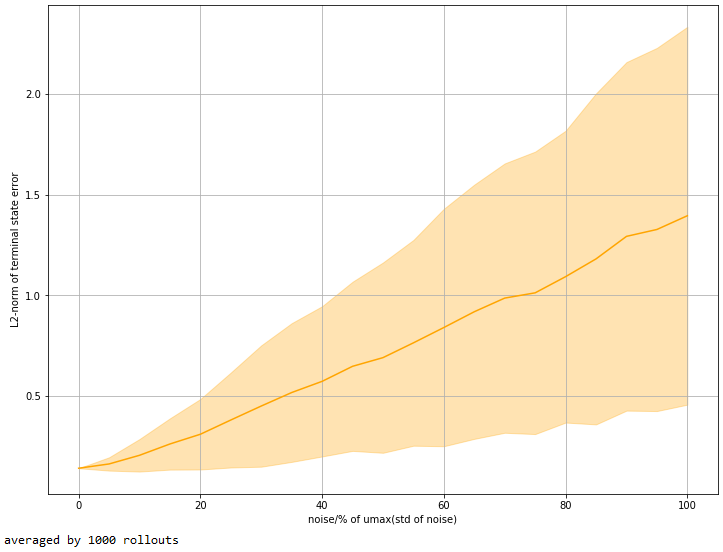 2.0
1.5
1.0
0.5
L2-norm of terminal state error
0 20 40 60 80 100
noise/% of umax(std of noise)
averaged by 1000 rollouts